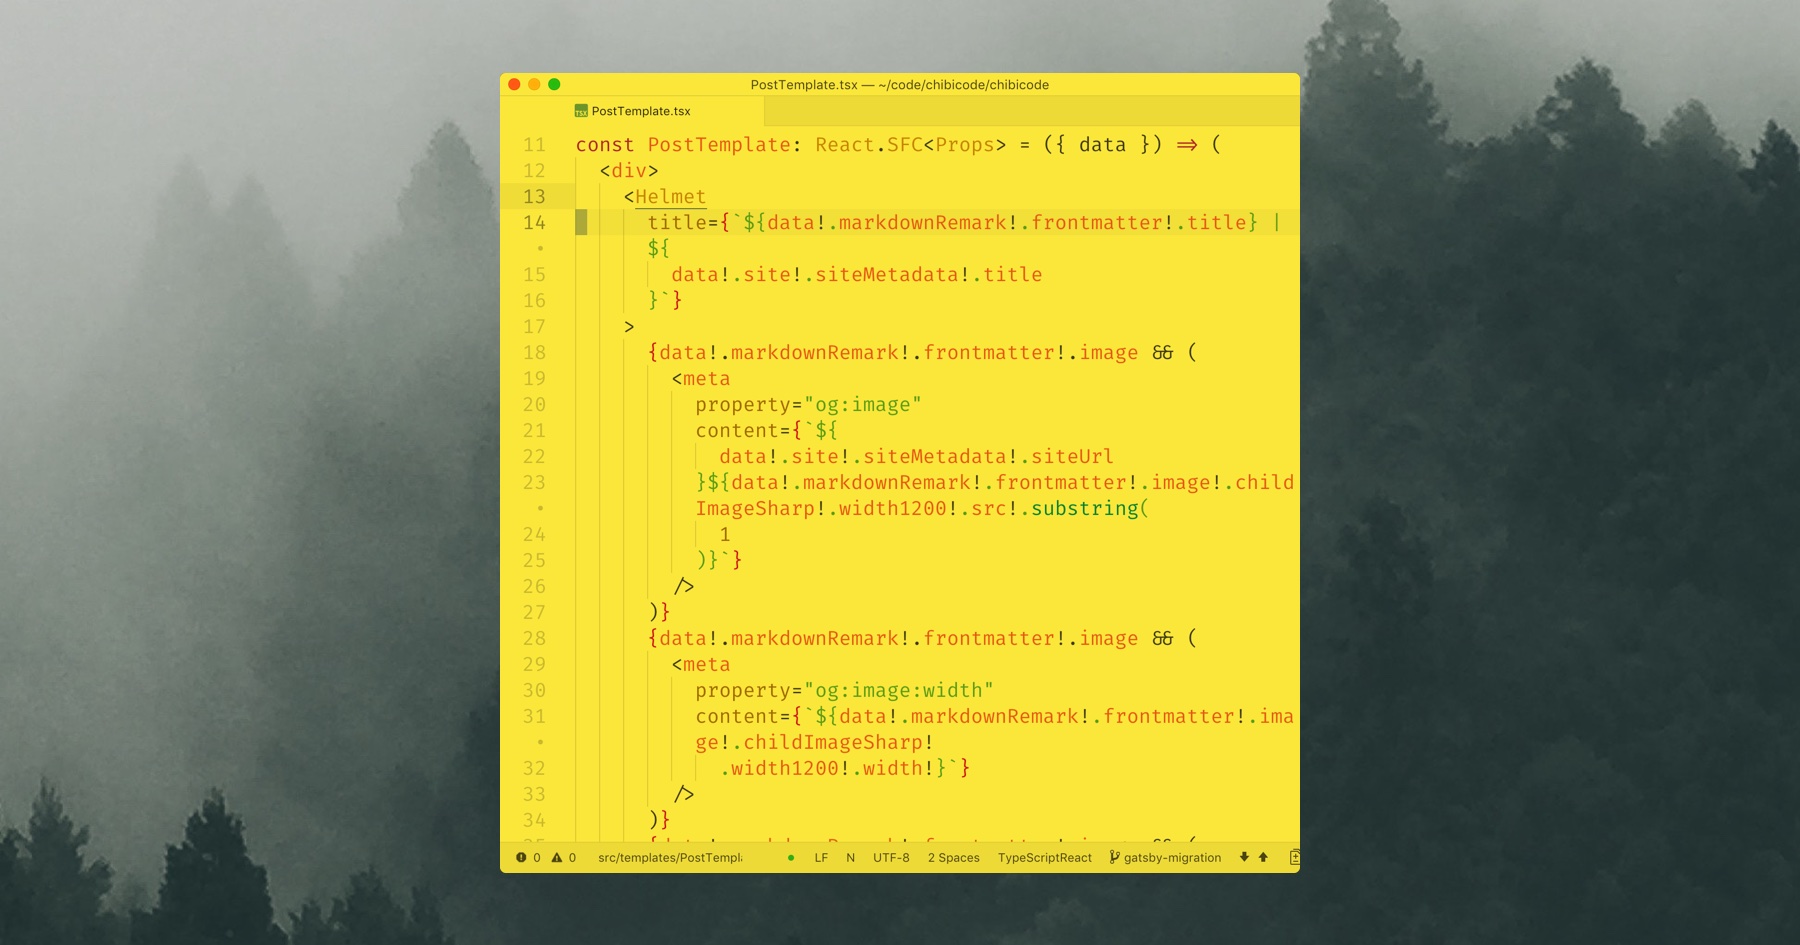 PostTemplate.tsx — ~/code/chibicode/chibicode
TSX PostTemplate.tsx
11 const PostTemplate: React.SFC<Props> = ({ data }) => (
12 <div>
13 <Helmet
14 title={`${data!.markdownRemark!.frontmatter!.title} |
• ${
15 data!.site!.siteMetadata!.title
16 }`}
17 >
18 {data!.markdownRemark!.frontmatter!.image && (
19 <meta
20 property="og:image"
21 content={`${
22 data!.site!.siteMetadata!.siteUrl
23 }${data!.markdownRemark!.frontmatter!.image!.child
• ImageSharp!.width1200!.src!.substring(
24 1
25 )}`}
26 />
27 )}
28 {data!.markdownRemark!.frontmatter!.image && (
29 <meta
30 property="og:image:width"
31 content={`${data!.markdownRemark!.frontmatter!.ima
• ge!.childImageSharp!
32 .width1200!.width!}`}
33 />
34 )}
0 0 src/templates/PostTempl LF N UTF-8 2 Spaces TypeScriptReact gatsby-migration